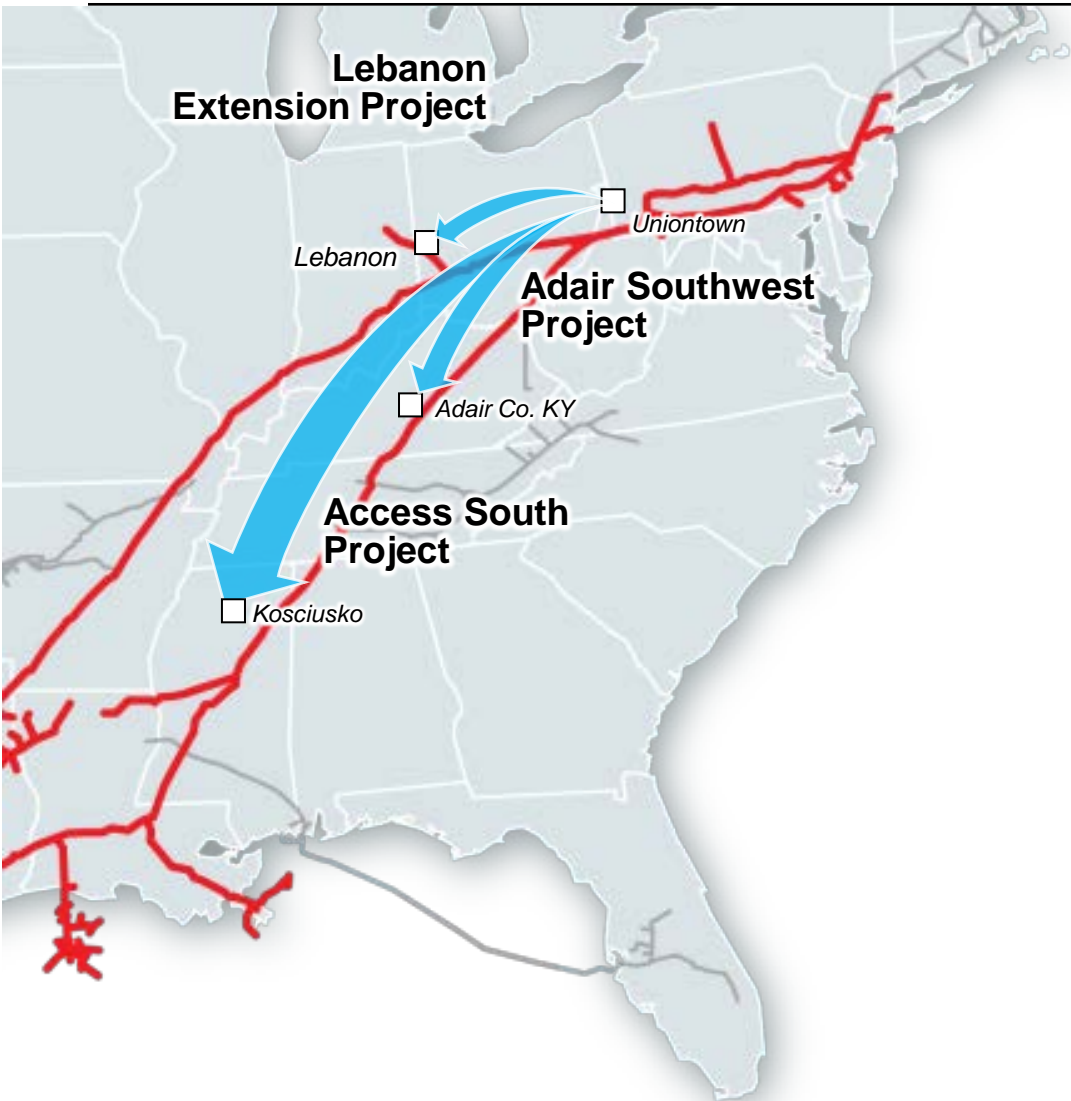 Lebanon
Extension Project
Uniontown
Lebanon
Adair Southwest
Project
Adair Co. KY
Access South
Project
Kosciusko